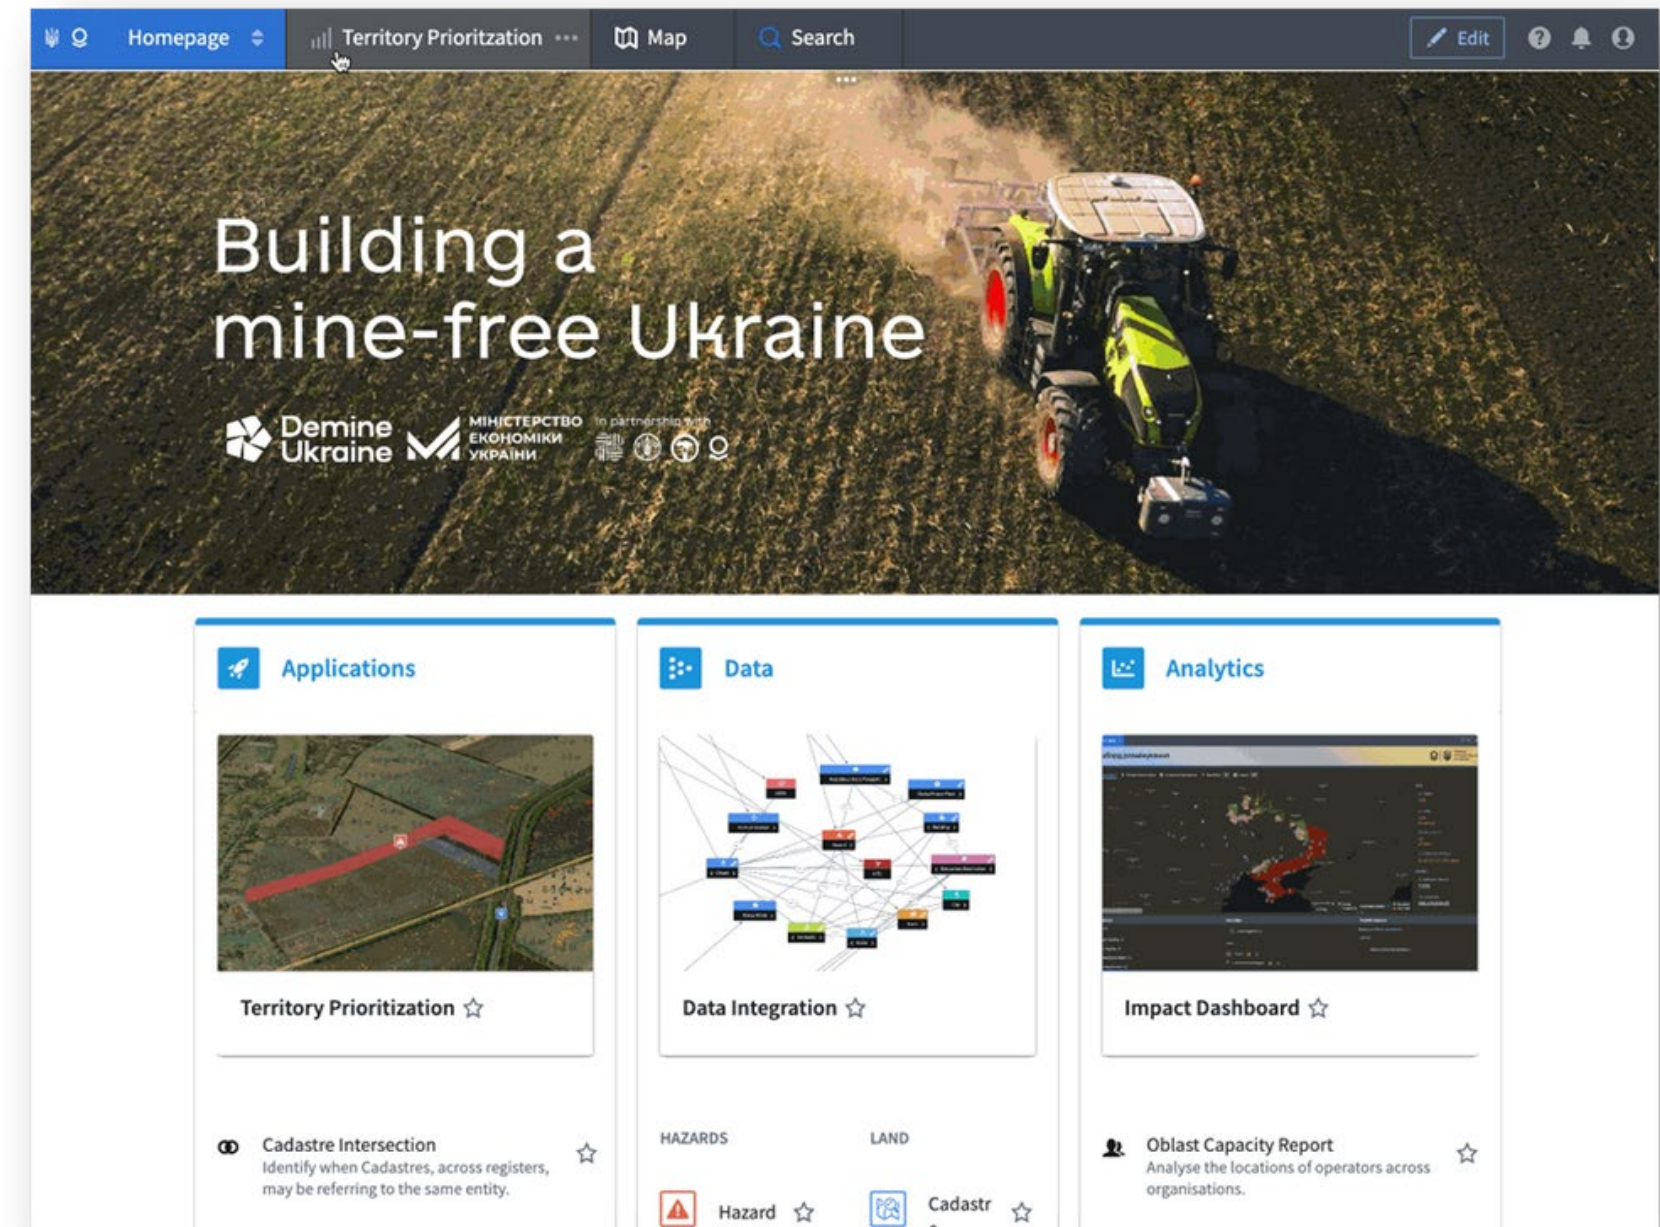 Homepage
Territory Prioritzation
Map
Search
Edit
Building a
mine-free Ukraine
Demine
Ukraine
МІНІСТЕРСТВО
ЕКОНОМІКИ
УКРАЇНИ
In partnership with
Applications
Data
Analytics
Territory Prioritization
Data Integration
Impact Dashboard
Cadastre Intersection
Identify when Cadastres, across registers,
may be referring to the same entity.
HAZARDS
LAND
Hazard
Cadastr
Oblast Capacity Report
Analyse the locations of operators across
organisations.